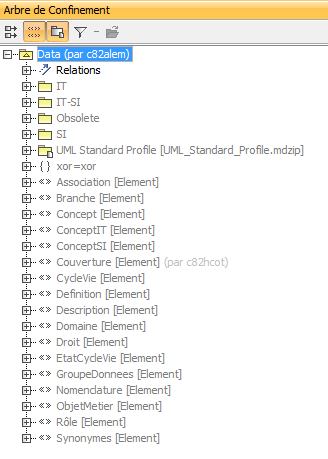 Arbre de Confinement
Data (par c82alem)
Relations
IT
IT-SI
Obsolete
SI
UML Standard Profile [UML_Standard_Profile.mdzip]
{ } xor=xor
«» Association [Element]
«» Branche [Element]
«» Concept [Element]
«» ConceptIT [Element]
«» ConceptSI [Element]
«» Couverture [Element] (par c82hcot)
«» CycleVie [Element]
«» Definition [Element]
«» Description [Element]
«» Domaine [Element]
«» Droit [Element]
«» EtatCycleVie [Element]
«» GroupeDonnees [Element]
«» Nomenclature [Element]
«» ObjetMetier [Element]
«» Rôle [Element]
«» Synonymes [Element]